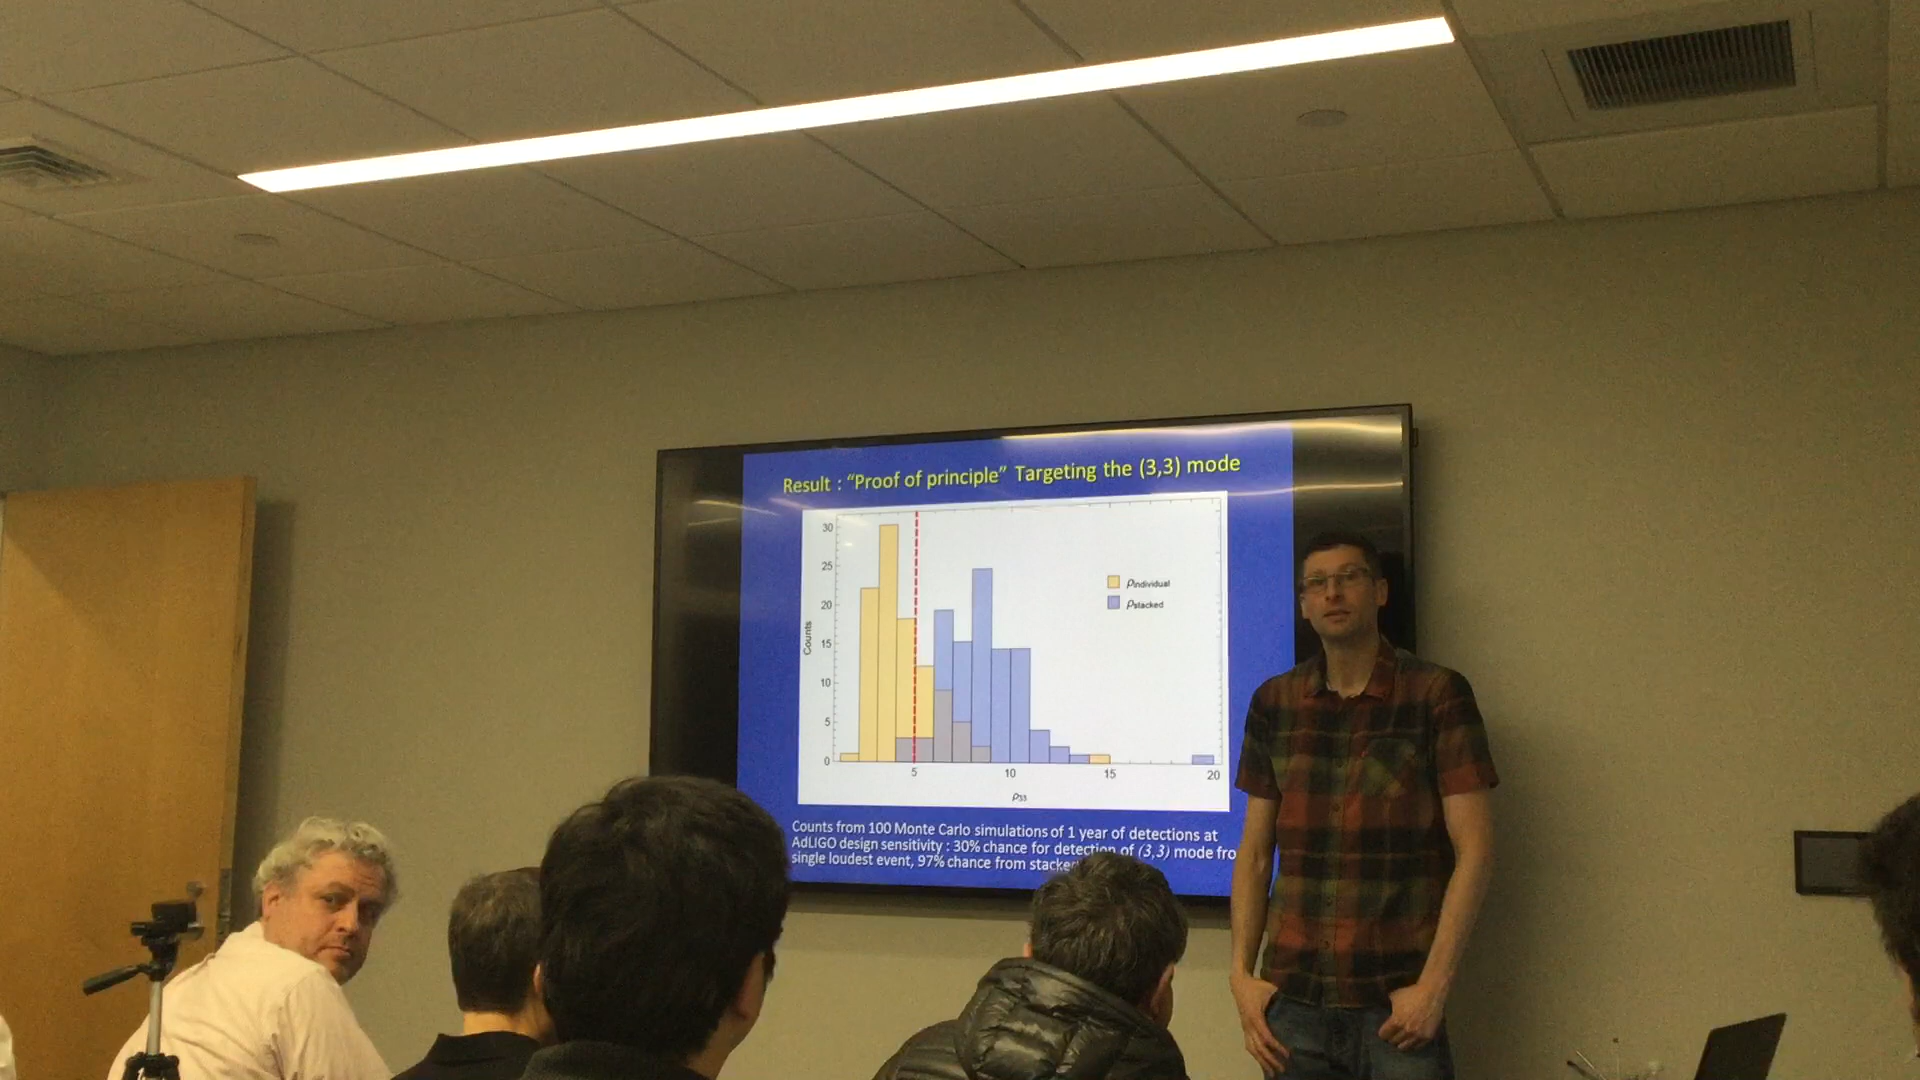 Result : “Proof of principle” Targeting the (3,3) mode
30
25
20
15
10
5
0
Counts
ρindividual
ρstacked
5
10
15
20
ρ33
Counts from 100 Monte Carlo simulations of 1 year of detections at
AdLIGO design sensitivity : 30% chance for detection of (3,3) mode
single loudest event, 97% chance from